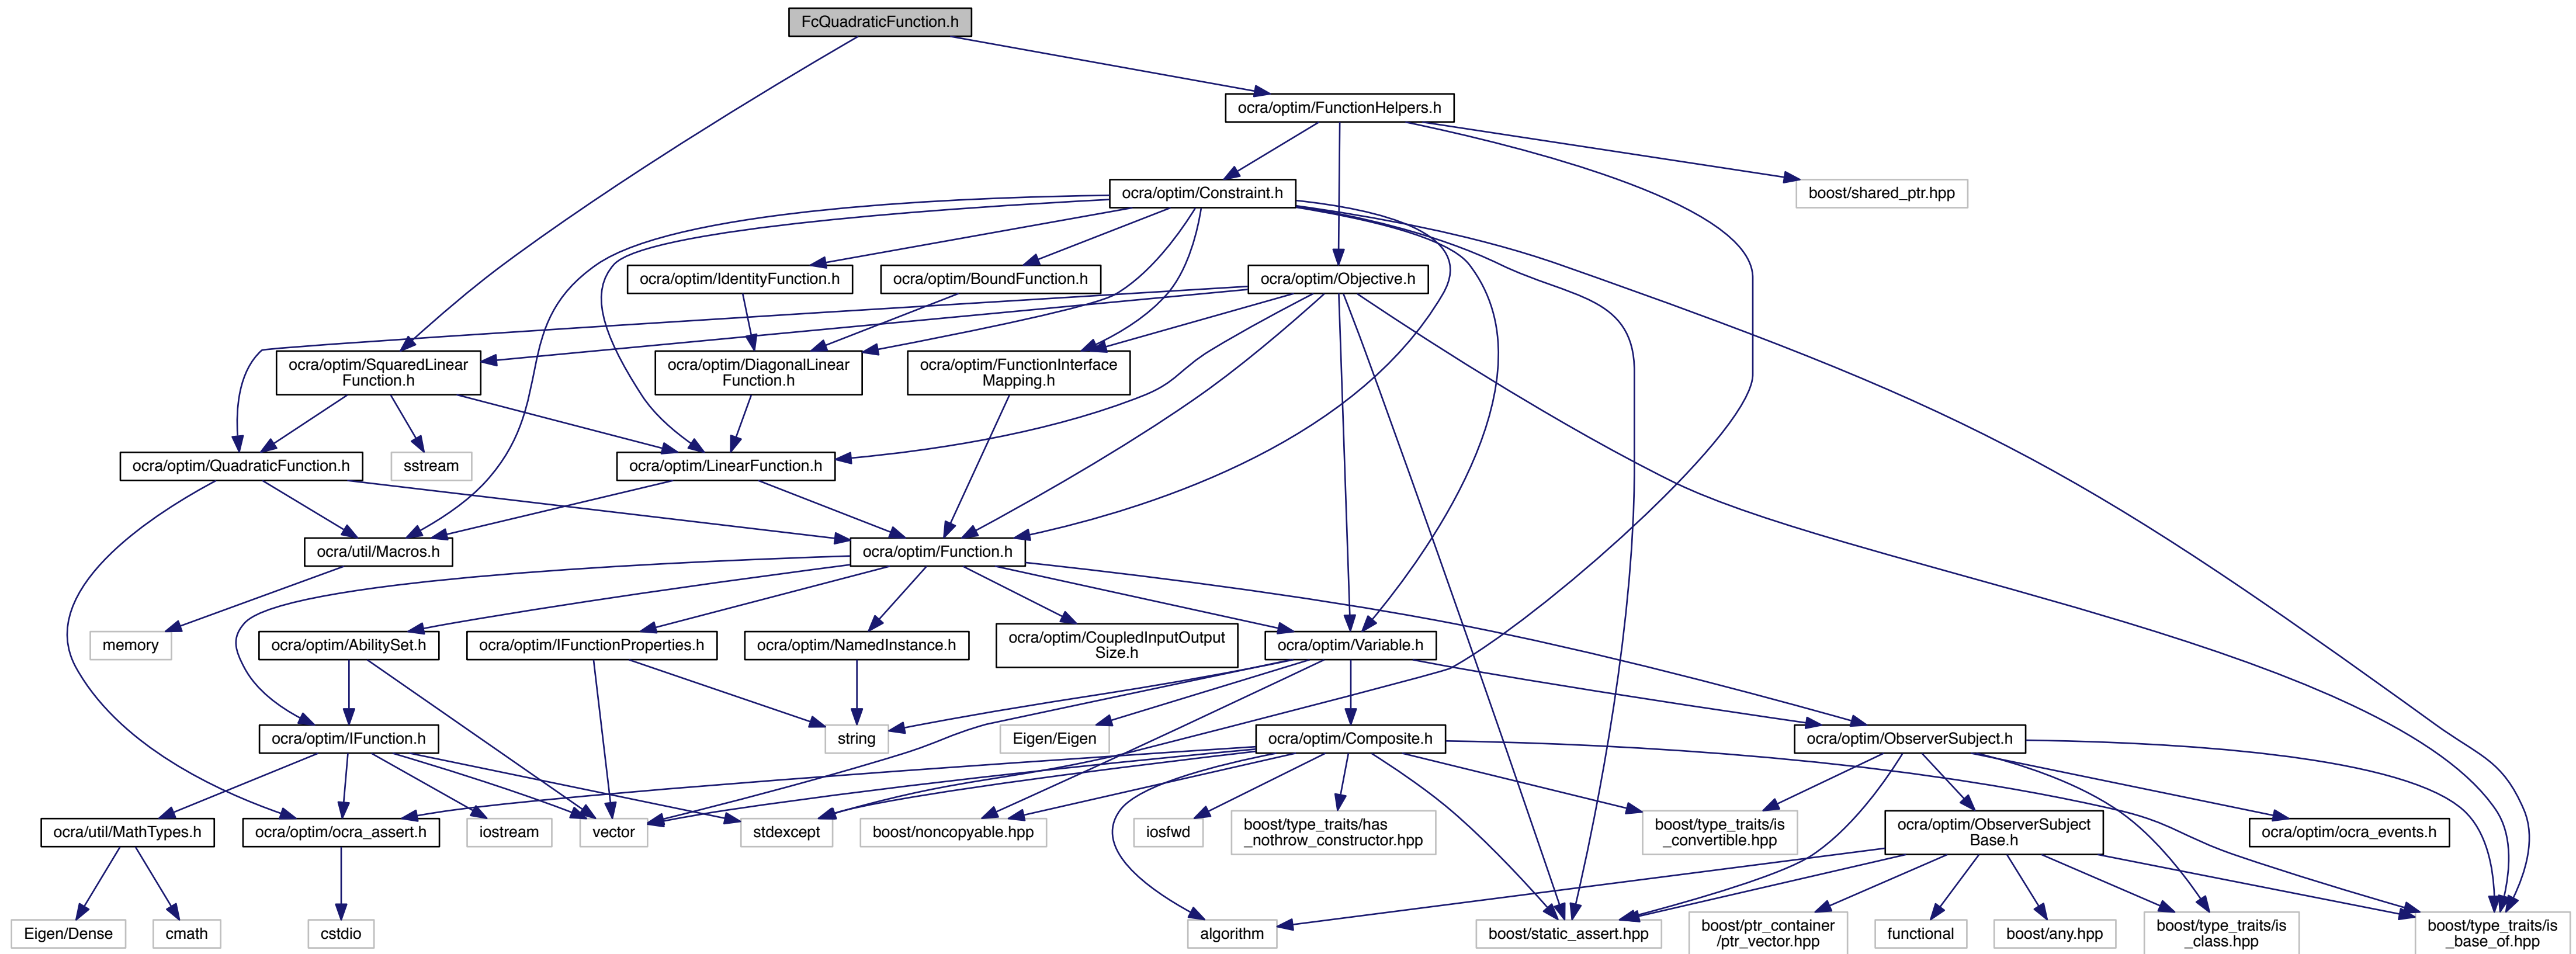 FcQuadraticFunction.h
ocra/optim/FunctionHelpers.h
ocra/optim/Constraint.h
boost/shared_ptr.hpp
ocra/optim/IdentityFunction.h
ocra/optim/BoundFunction.h
ocra/optim/Objective.h
ocra/optim/SquaredLinear
Function.h
ocra/optim/DiagonalLinear
Function.h
ocra/optim/FunctionInterface
Mapping.h
ocra/optim/QuadraticFunction.h
sstream
ocra/optim/LinearFunction.h
ocra/util/Macros.h
ocra/optim/Function.h
memory
ocra/optim/AbilitySet.h
ocra/optim/IFunctionProperties.h
ocra/optim/NamedInstance.h
ocra/optim/CoupledInputOutput
Size.h
ocra/optim/Variable.h
ocra/optim/IFunction.h
string
Eigen/Eigen
ocra/optim/Composite.h
ocra/optim/ObserverSubject.h
ocra/util/MathTypes.h
ocra/optim/ocra_assert.h
iostream
vector
stdexcept
boost/noncopyable.hpp
iosfwd
boost/type_traits/has
_nothrow_constructor.hpp
boost/type_traits/is
_convertible.hpp
ocra/optim/ObserverSubject
Base.h
ocra/optim/ocra_events.h
Eigen/Dense
cmath
cstdio
algorithm
boost/static_assert.hpp
boost/ptr_container
/ptr_vector.hpp
functional
boost/any.hpp
boost/type_traits/is
_class.hpp
boost/type_traits/is
_base_of.hpp